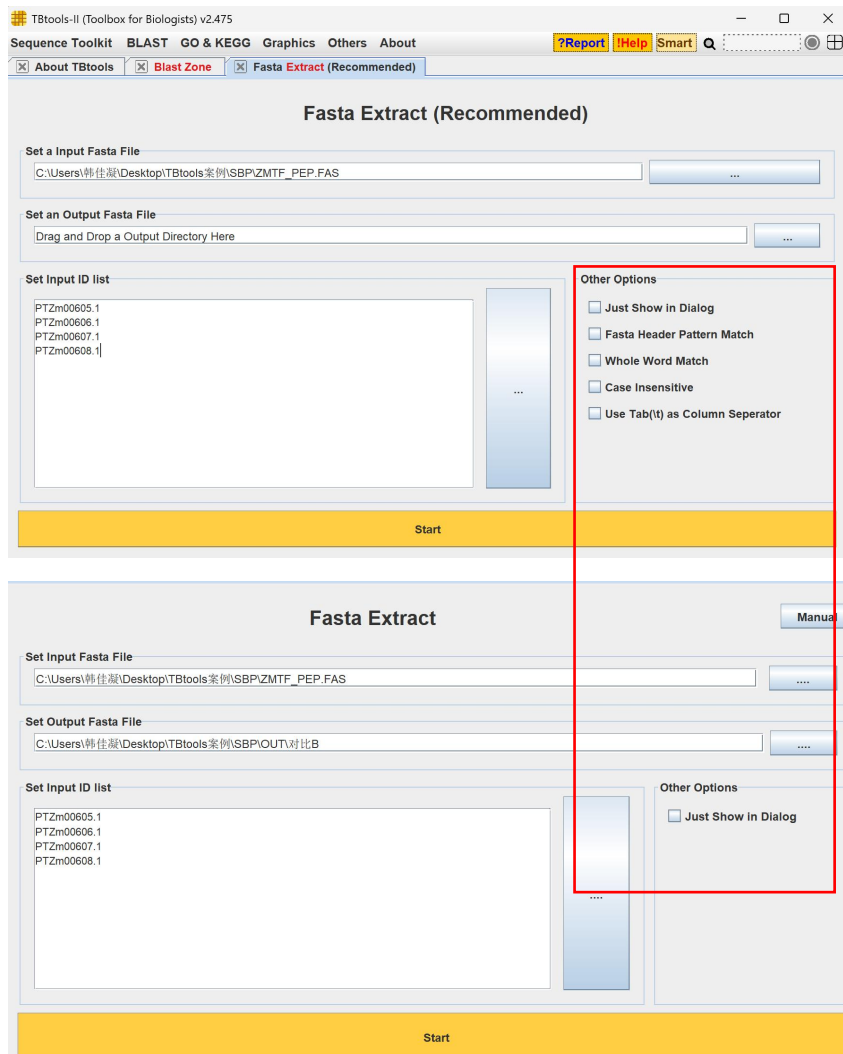 TBtools-II (Toolbox for Biologists) v2.475
Sequence Toolkit BLAST GO & KEGG Graphics Others About ?Report !Help Smart
About TBtools Blast Zone Fasta Extract (Recommended)
Fasta Extract (Recommended)
Set a Input Fasta File
C:\Users\韩佳凝\Desktop\TBtools案例\SBP\ZMTF_PEP.FAS ...
Set an Output Fasta File
Drag and Drop a Output Directory Here ...
Set Input ID list
PTZm00605.1
PTZm00606.1
PTZm00607.1
PTZm00608.1
...
Other Options
Just Show in Dialog
Fasta Header Pattern Match
Whole Word Match
Case Insensitive
Use Tab(\t) as Column Seperator
Start
Fasta Extract
Manual
Set Input Fasta File
C:\Users\韩佳凝\Desktop\TBtools案例\SBP\ZMTF_PEP.FAS ....
Set Output Fasta File
C:\Users\韩佳凝\Desktop\TBtools案例\SBP\OUT\对比B ....
Set Input ID list
PTZm00605.1
PTZm00606.1
PTZm00607.1
PTZm00608.1
....
Other Options
Just Show in Dialog
Start